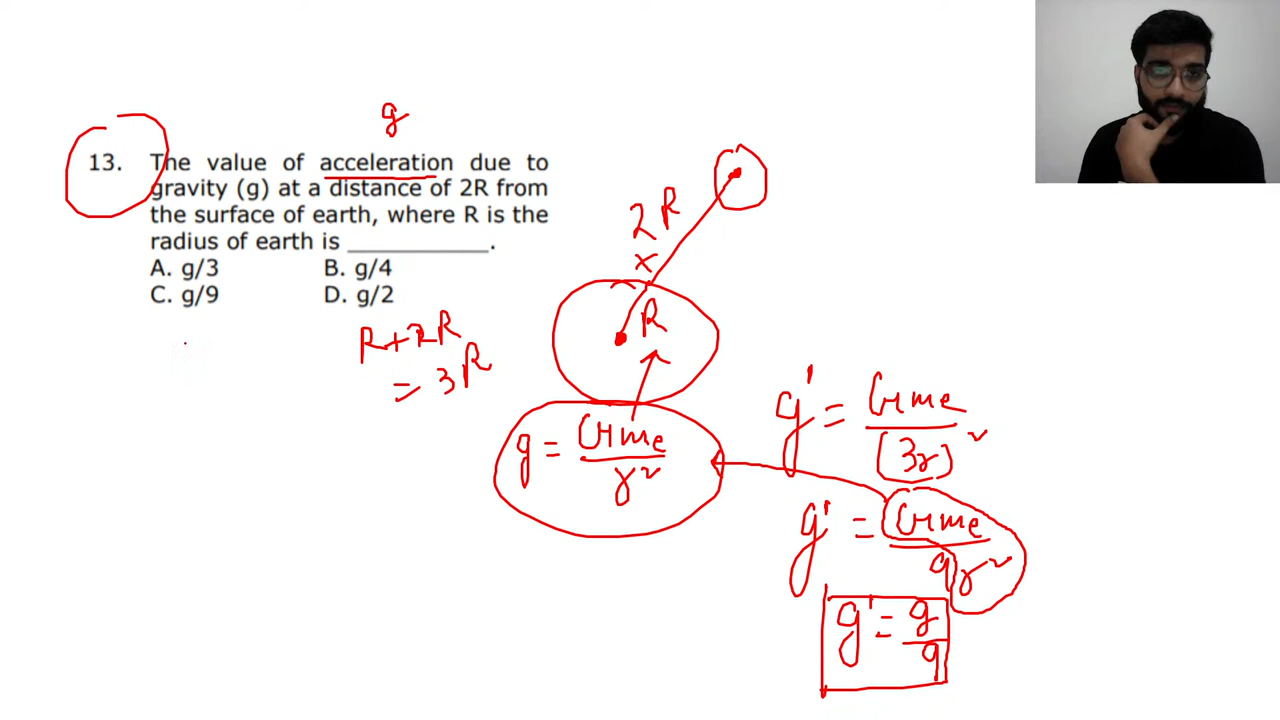 g
13. The value of acceleration due to
gravity (g) at a distance of 2R from
the surface of earth, where R is the
radius of earth is ____________.
A. g/3 B. g/4
C. g/9 D. g/2
R+2R
= 3R
2R
x
R
g = Gme/r²
g' = Gme/(3r)²
g' = Gme/9r²
g' = g/9